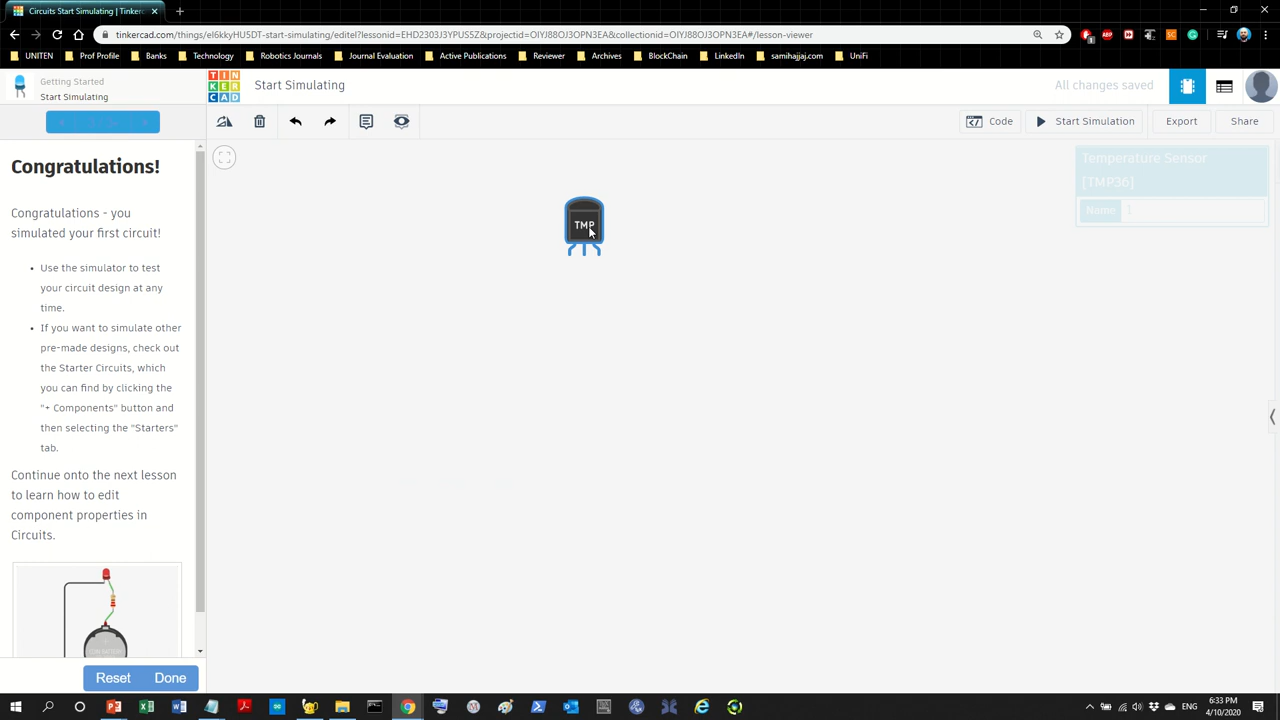 Circuits Start Simulating | Tinker
tinkercad.com/things/el6kkyHU5DT-start-simulating/editel?lessonid=EHD2303J3YPUS5Z&projectid=OIYJ88OJ3OPN3EA&collectionid=OIYJ88OJ3OPN3EA#/lesson-viewer
UNITEN
Prof Profile
Banks
Technology
Robotics Journals
Journal Evaluation
Active Publications
Reviewer
Archives
BlockChain
LinkedIn
samihajjaj.com
UniFi
Getting Started
Start Simulating
TIN
KER
CAD
Start Simulating
All changes saved
Code
Start Simulation
Export
Share
Congratulations!
Congratulations - you
simulated your first circuit!
Use the simulator to test
your circuit design at any
time.
If you want to simulate other
pre-made designs, check out
the Starter Circuits, which
you can find by clicking the
"+ Components" button and
then selecting the "Starters"
tab.
Continue onto the next lesson
to learn how to edit
component properties in
Circuits.
Reset
Done
TMP
Temperature Sensor
[TMP36]
Name
1
6:33 PM
4/10/2020
ENG